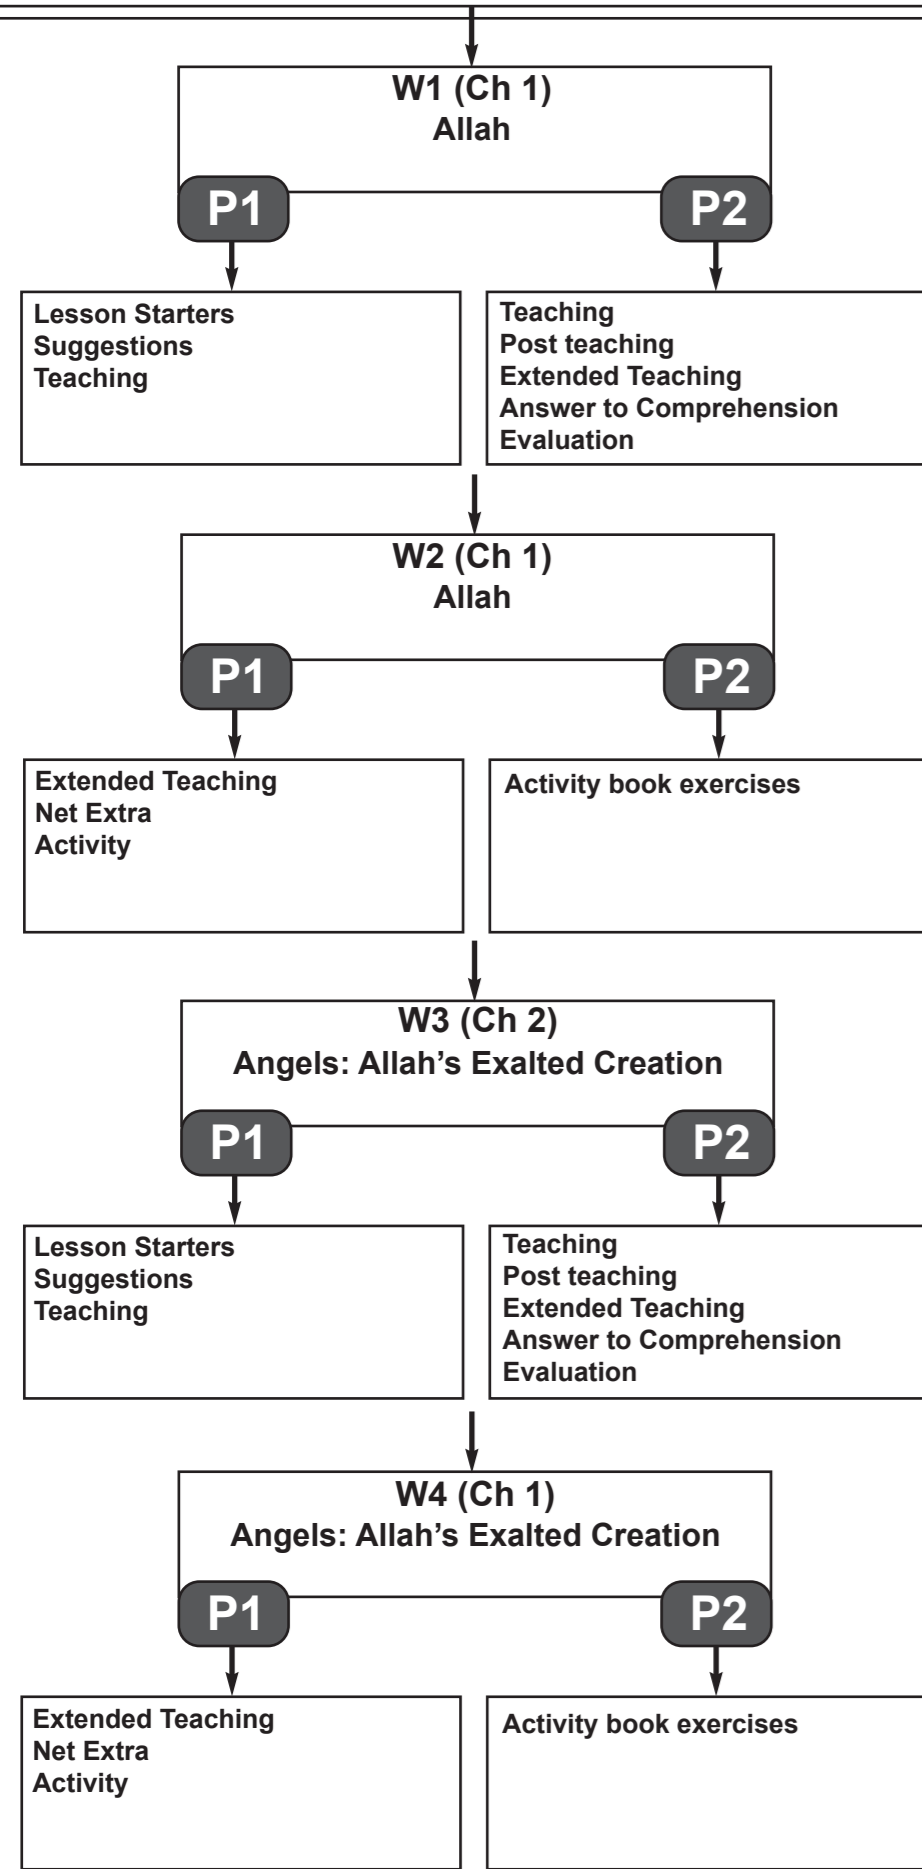 W1 (Ch 1)
Allah
P1
P2
Lesson Starters
Suggestions
Teaching
Teaching
Post teaching
Extended Teaching
Answer to Comprehension
Evaluation
W2 (Ch 1)
Allah
P1
P2
Extended Teaching
Net Extra
Activity
Activity book exercises
W3 (Ch 2)
Angels: Allah’s Exalted Creation
P1
P2
Lesson Starters
Suggestions
Teaching
Teaching
Post teaching
Extended Teaching
Answer to Comprehension
Evaluation
W4 (Ch 1)
Angels: Allah’s Exalted Creation
P1
P2
Extended Teaching
Net Extra
Activity
Activity book exercises